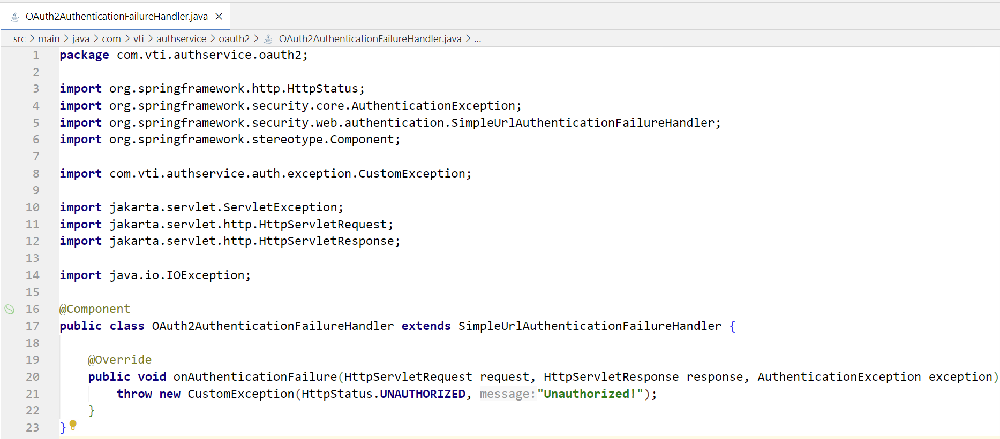 OAuth2AuthenticationFailureHandler.java ×
src > main > java > com > vti > authservice > oauth2 > OAuth2AuthenticationFailureHandler.java > ...
1 package com.vti.authservice.oauth2;
2
3 import org.springframework.http.HttpStatus;
4 import org.springframework.security.core.AuthenticationException;
5 import org.springframework.security.web.authentication.SimpleUrlAuthenticationFailureHandler;
6 import org.springframework.stereotype.Component;
7
8 import com.vti.authservice.auth.exception.CustomException;
9
10 import jakarta.servlet.ServletException;
11 import jakarta.servlet.http.HttpServletRequest;
12 import jakarta.servlet.http.HttpServletResponse;
13
14 import java.io.IOException;
15
16 @Component
17 public class OAuth2AuthenticationFailureHandler extends SimpleUrlAuthenticationFailureHandler {
18
19 @Override
20 public void onAuthenticationFailure(HttpServletRequest request, HttpServletResponse response, AuthenticationException exception)
21 throw new CustomException(HttpStatus.UNAUTHORIZED, message:"Unauthorized!");
22 }
23 }